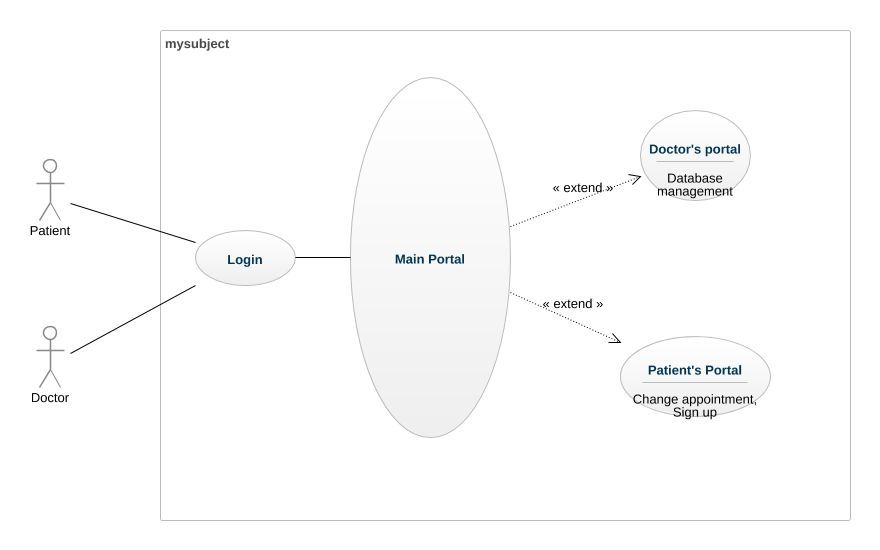 mysubject
Patient
Doctor
Login
Main Portal
« extend »
« extend »
Doctor's portal
Database
management
Patient's Portal
Change appointment,
Sign up